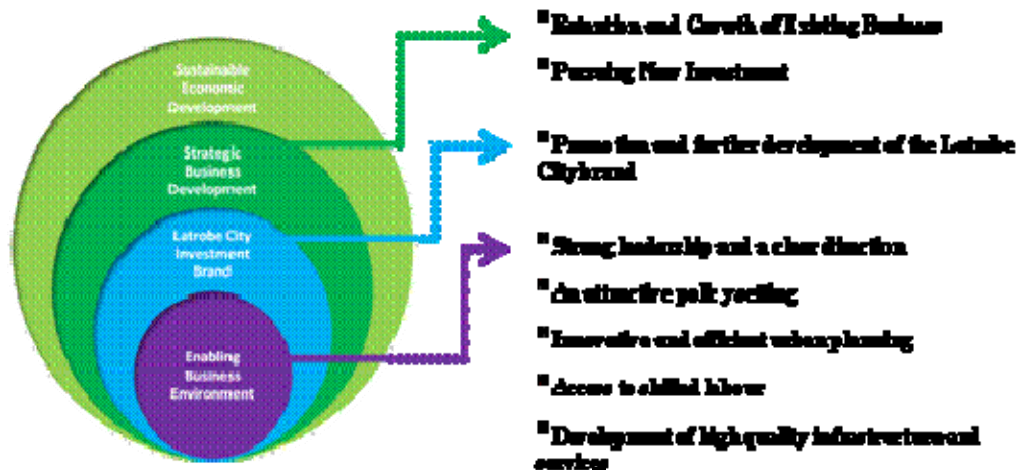 Sustainable
Economic
Development
Strategic
Business
Development
Latrobe City
Investment
Brand
Enabling
Business
Environment
Retention and Growth of Existing Business
Pursuing New Investment
Promotion and further development of the Latrobe
City brand
Strong leadership and a clear direction
An attractive policy setting
Innovative and efficient urban planning
Access to skilled labour
Development of high quality infrastructure and
services